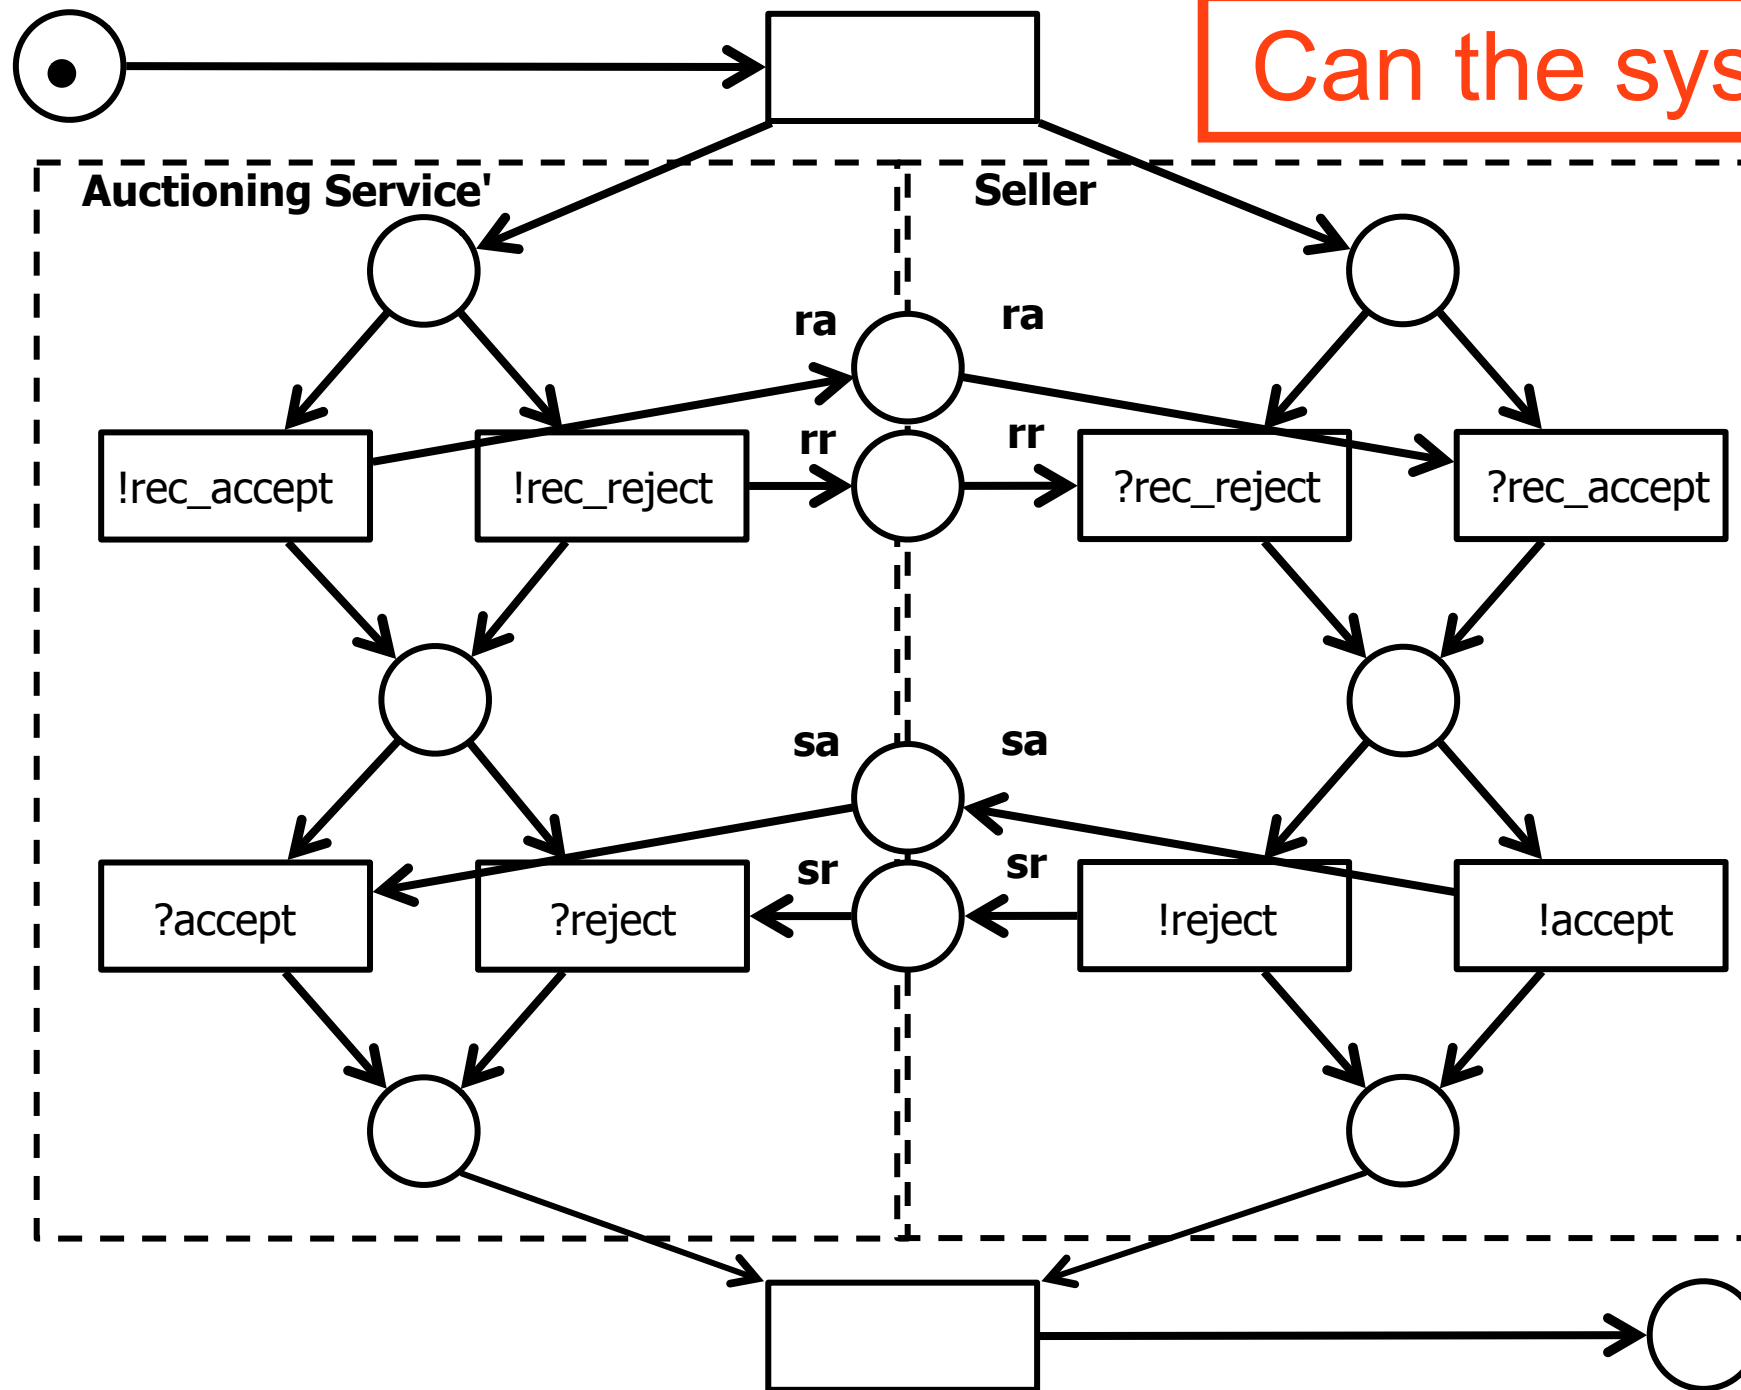 Can the sys
Auctioning Service'
Seller
ra
ra
rr
rr
!rec_accept
!rec_reject
?rec_reject
?rec_accept
sa
sa
sr
sr
?accept
?reject
!reject
!accept